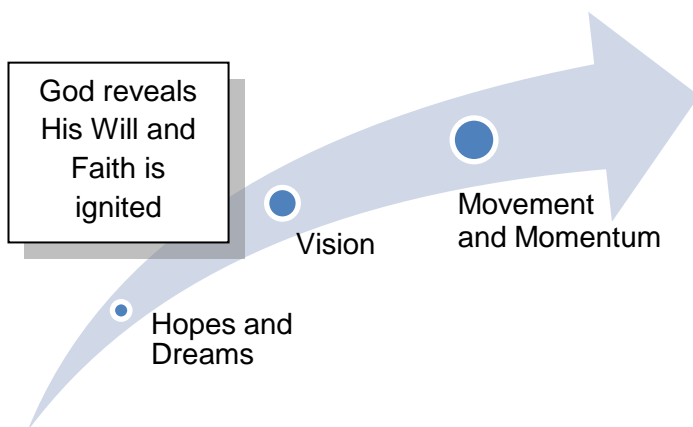 God reveals
His Will and
Faith is
ignited
Movement
and Momentum
Vision
Hopes and
Dreams